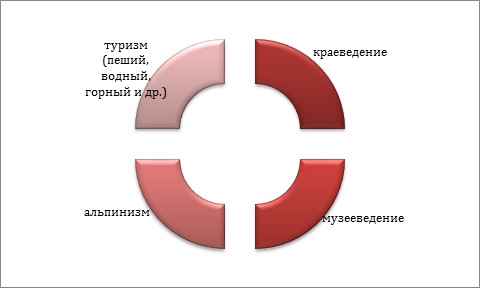 туризм
(пеший,
водный,
горный и др.)
краеведение
альпинизм
музееведение